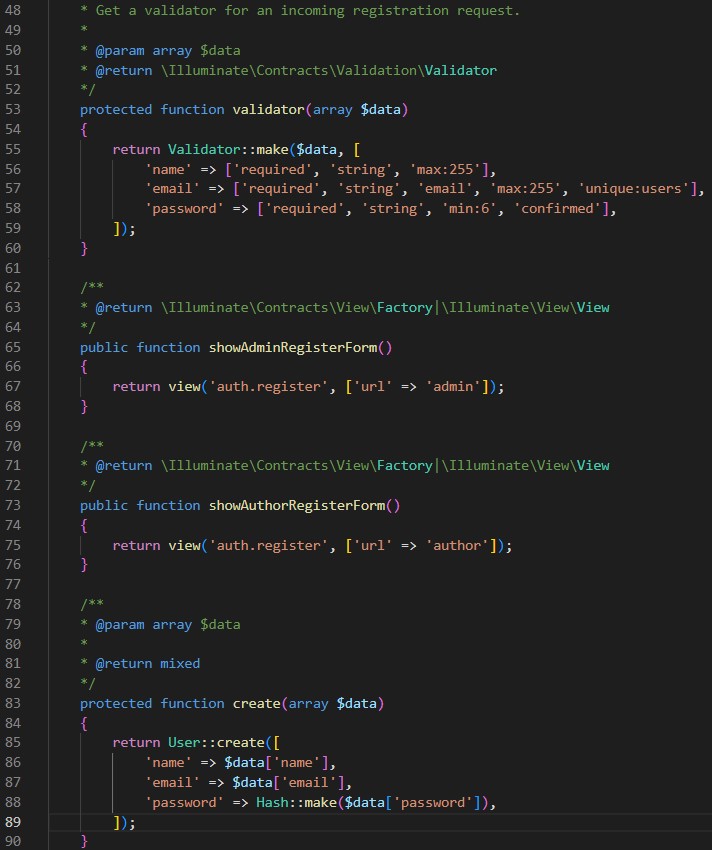 48 * Get a validator for an incoming registration request.
49 *
50 * @param array $data
51 * @return \Illuminate\Contracts\Validation\Validator
52 */
53 protected function validator(array $data)
54 {
55 return Validator::make($data, [
56 'name' => ['required', 'string', 'max:255'],
57 'email' => ['required', 'string', 'email', 'max:255', 'unique:users'],
58 'password' => ['required', 'string', 'min:6', 'confirmed'],
59 ]);
60 }
61
62 /**
63 * @return \Illuminate\Contracts\View\Factory|\Illuminate\View\View
64 */
65 public function showAdminRegisterForm()
66 {
67 return view('auth.register', ['url' => 'admin']);
68 }
69
70 /**
71 * @return \Illuminate\Contracts\View\Factory|\Illuminate\View\View
72 */
73 public function showAuthorRegisterForm()
74 {
75 return view('auth.register', ['url' => 'author']);
76 }
77
78 /**
79 * @param array $data
80 *
81 * @return mixed
82 */
83 protected function create(array $data)
84 {
85 return User::create([
86 'name' => $data['name'],
87 'email' => $data['email'],
88 'password' => Hash::make($data['password']),
89 ]);
90 }